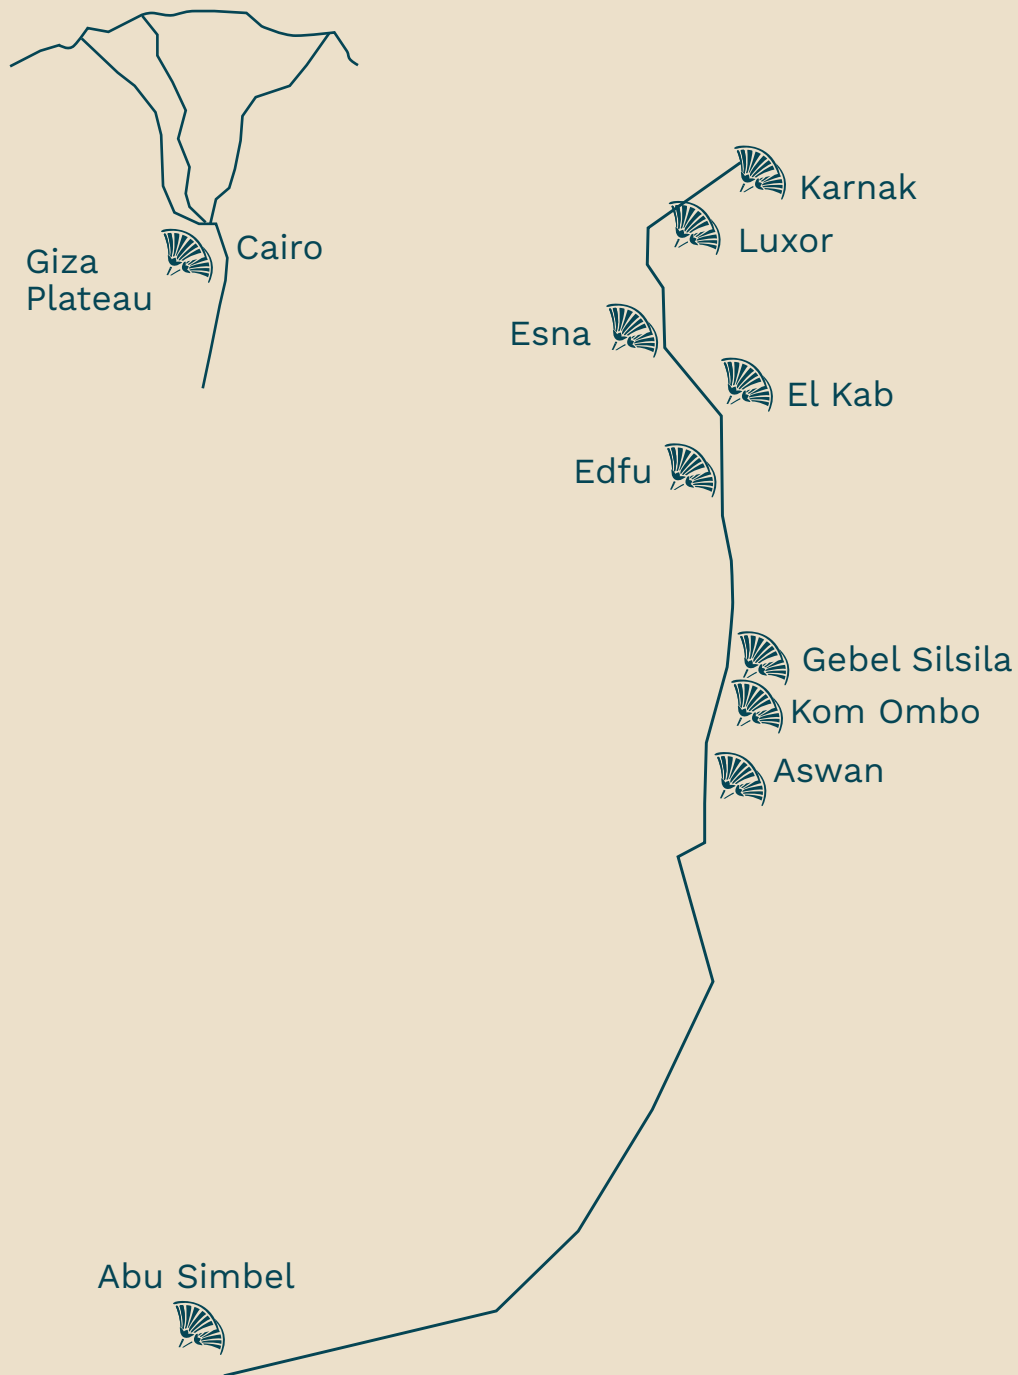 Karnak
Luxor
Cairo
Giza
Plateau
Esna
El Kab
Edfu
Gebel Silsila
Kom Ombo
Aswan
Abu Simbel